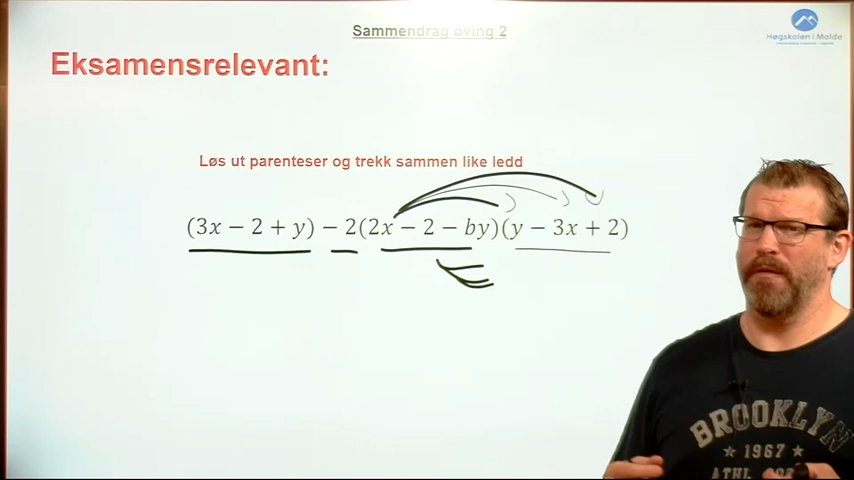 Sammendrag øving 2
Høgskolen i Molde
Eksamensrelevant:
Løs ut parenteser og trekk sammen like ledd
(3x − 2 + y) − 2(2x − 2 − by)(y − 3x + 2)
BROOKLYN
★ 1967 ★
ATHL